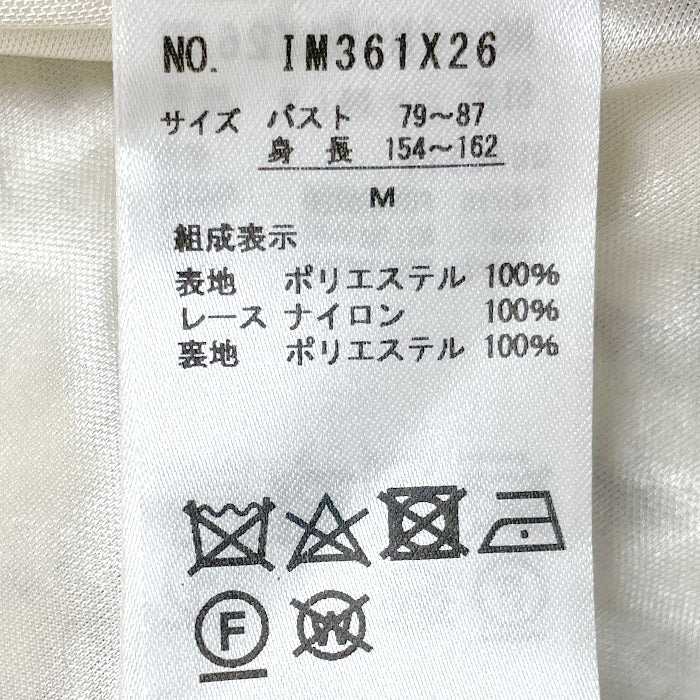 NO. IM361X26
サイズ バスト 79～87
身長 154～162
M
組成表示
表地 ポリエステル 100%
レース ナイロン 100%
裏地 ポリエステル 100%
F W